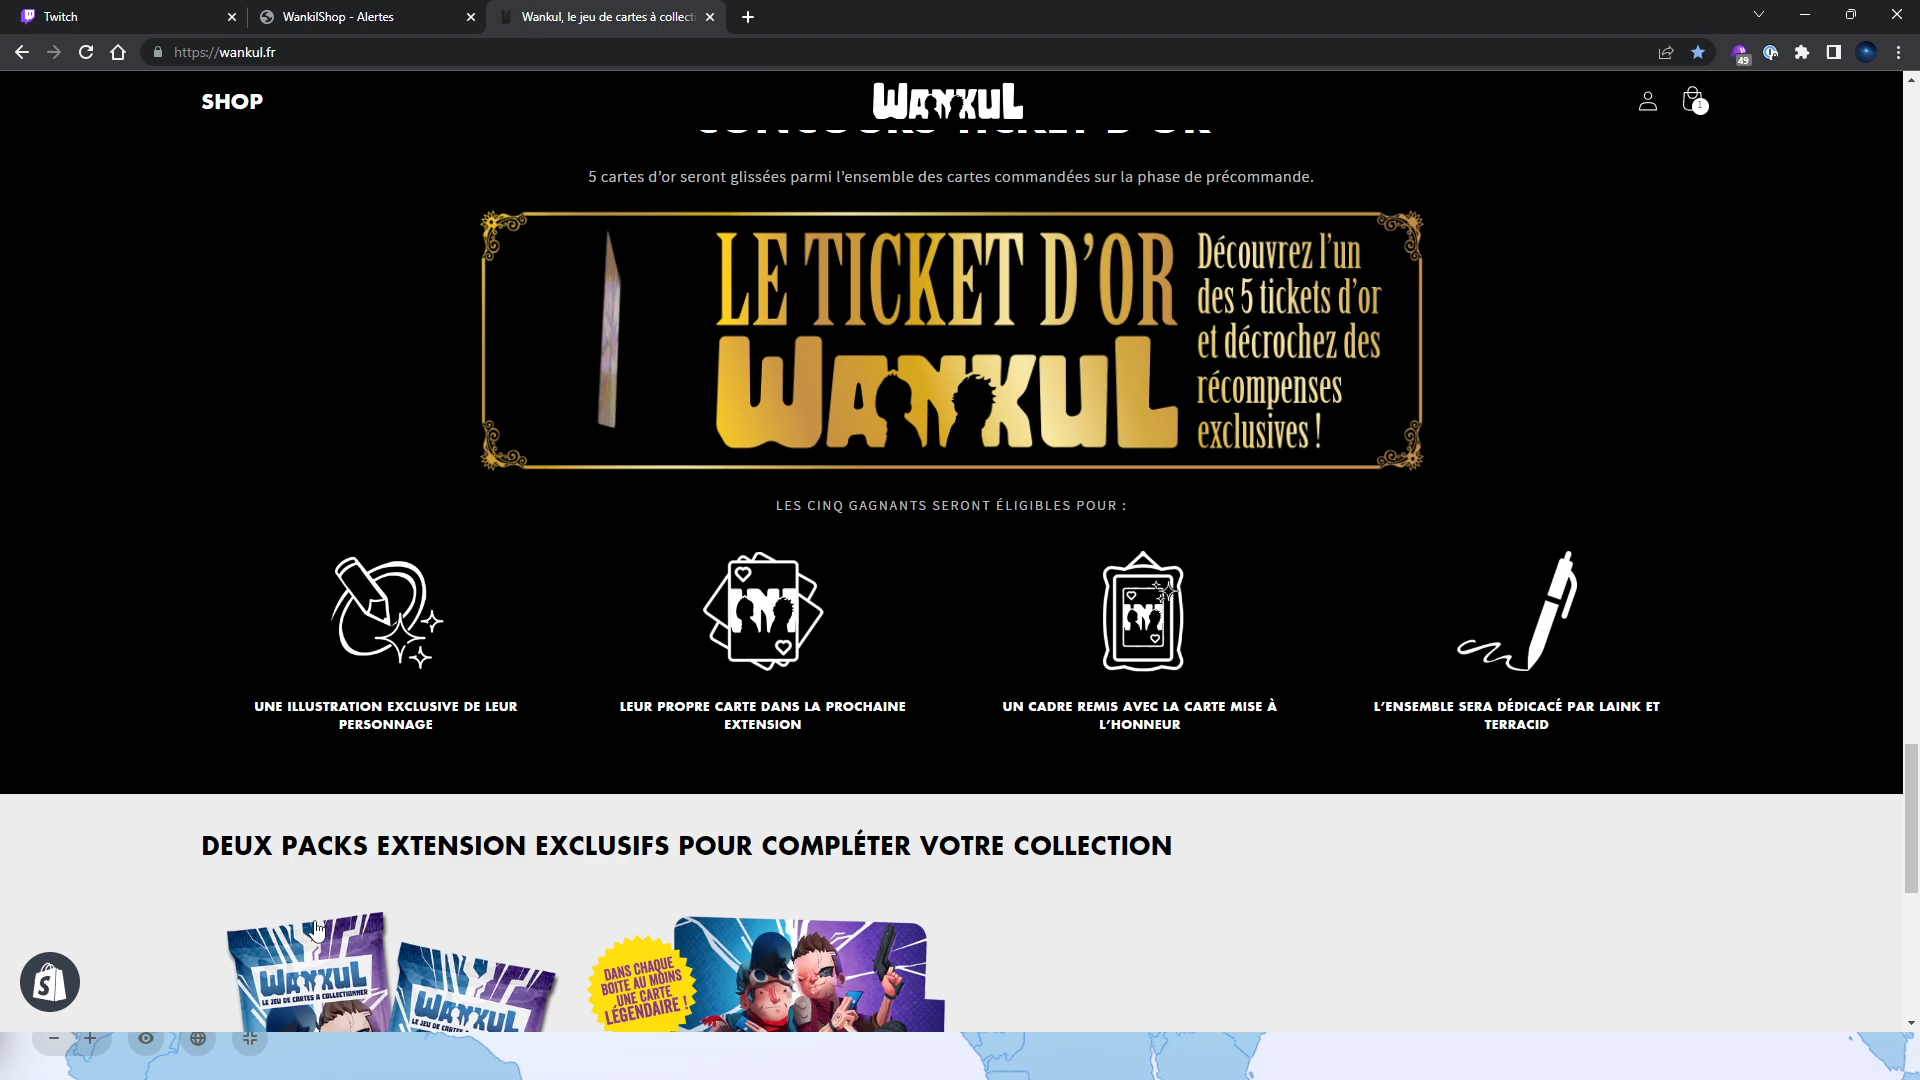 Twitch
WankilShop - Alertes
Wankul, le jeu de cartes à collecti
https://wankul.fr
49
SHOP
WANKUL
1
CONCOURS TICKET D'OR
5 cartes d'or seront glissées parmi l'ensemble des cartes commandées sur la phase de précommande.
LE TICKET D'OR
WANKUL
Découvrez l'un
des 5 tickets d'or
et décrochez des
récompenses
exclusives !
LES CINQ GAGNANTS SERONT ÉLIGIBLES POUR :
UNE ILLUSTRATION EXCLUSIVE DE LEUR
PERSONNAGE
LEUR PROPRE CARTE DANS LA PROCHAINE
EXTENSION
UN CADRE REMIS AVEC LA CARTE MISE À
L'HONNEUR
L'ENSEMBLE SERA DÉDICACÉ PAR LAINK ET
TERRACID
DEUX PACKS EXTENSION EXCLUSIFS POUR COMPLÉTER VOTRE COLLECTION
WANKUL
LE JEU DE CARTES A COLLECTIONNER
WANKUL
LE JEU DE CARTES
DANS CHAQUE
BOITE AU MOINS
UNE CARTE
LÉGENDAIRE !